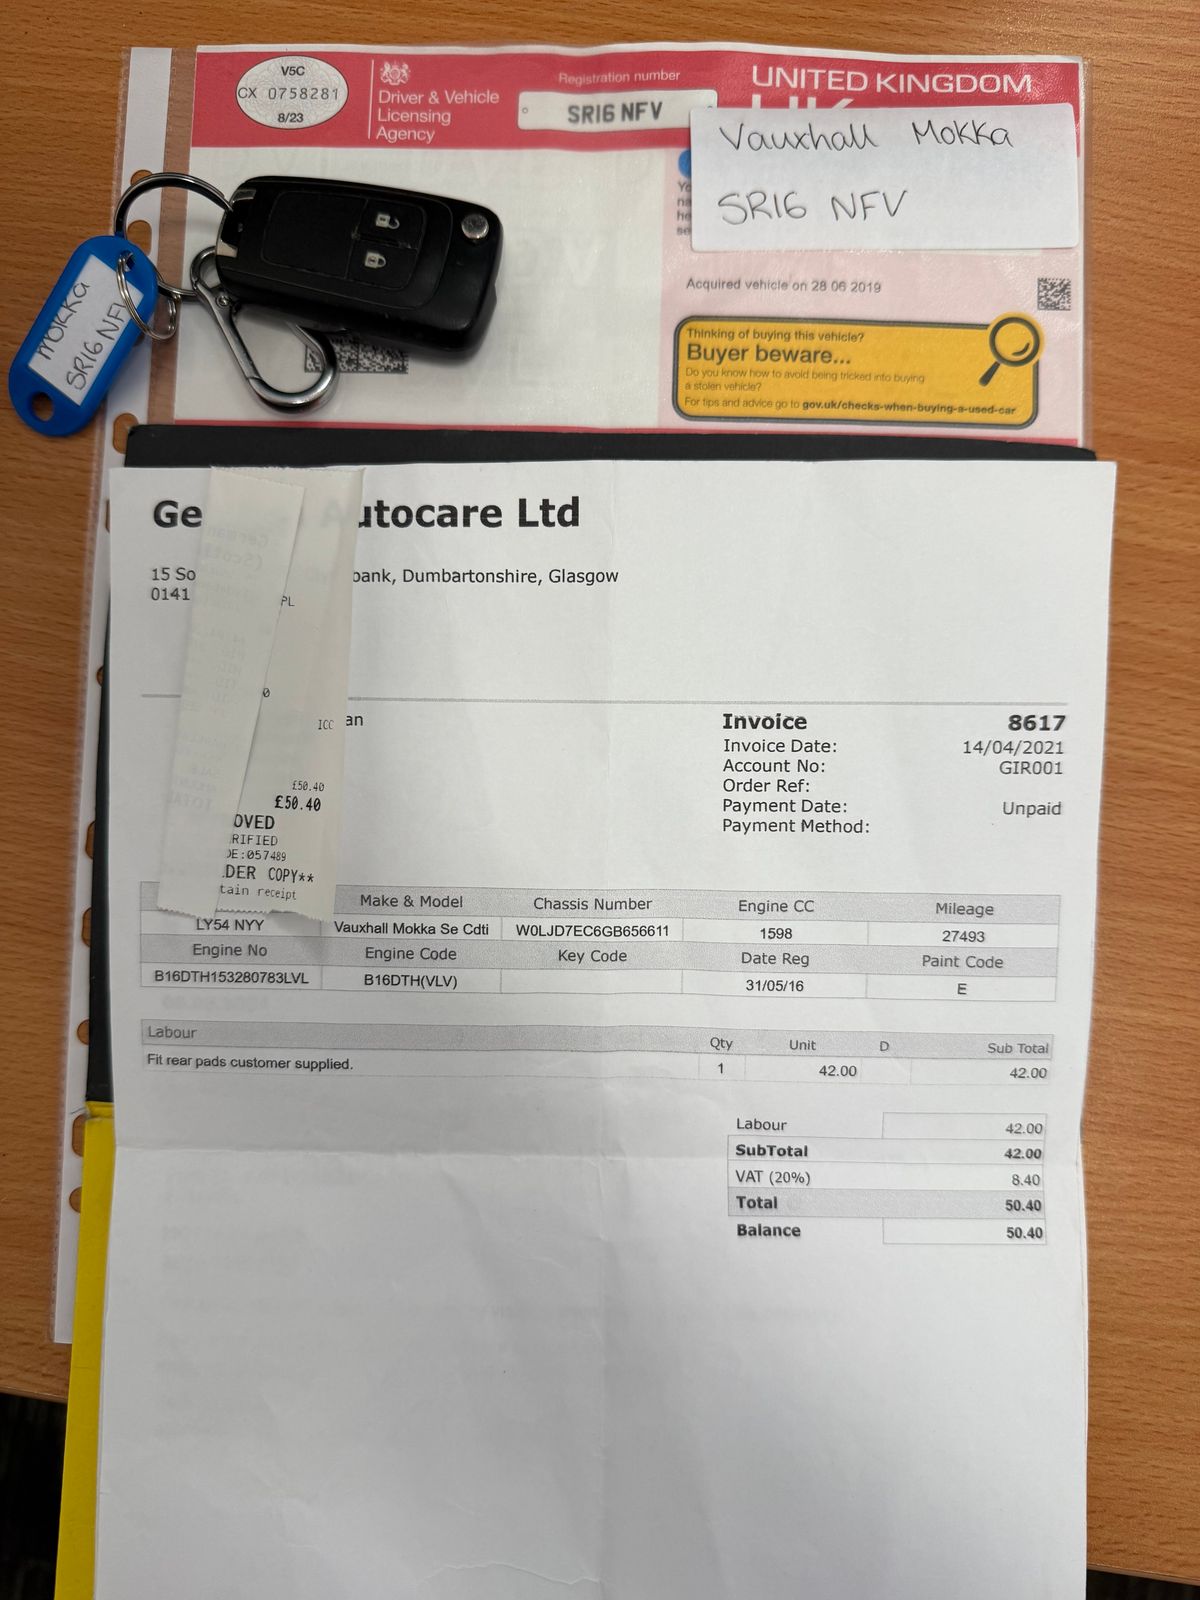 V5C
CX 0758281
8/23
Driver & Vehicle
Licensing
Agency
Registration number
SR16 NFV
UNITED KINGDOM
Vauxhall Mokka
SR16 NFV
MOKKA
SR16 NFV
Acquired vehicle on 28 06 2019
Thinking of buying this vehicle?
Buyer beware...
Do you know how to avoid being tricked into buying
a stolen vehicle?
For tips and advice go to gov.uk/checks-when-buying-a-used-car
Autocare Ltd
15 So bank, Dumbartonshire, Glasgow
0141
PL
ICC
an
£50.40
£50.40
OVED
RIFIED
DE:057489
DER COPY**
tain receipt
Invoice 8617
Invoice Date: 14/04/2021
Account No: GIR001
Order Ref:
Payment Date: Unpaid
Payment Method:
Make & Model Chassis Number Engine CC Mileage
LY54 NYY Vauxhall Mokka Se Cdti W0LJD7EC6GB656611 1598 27493
Engine No Engine Code Key Code Date Reg Paint Code
B16DTH153280783LVL B16DTH(VLV) 31/05/16 E
Labour Qty Unit D Sub Total
Fit rear pads customer supplied. 1 42.00 42.00
Labour 42.00
SubTotal 42.00
VAT (20%) 8.40
Total 50.40
Balance 50.40